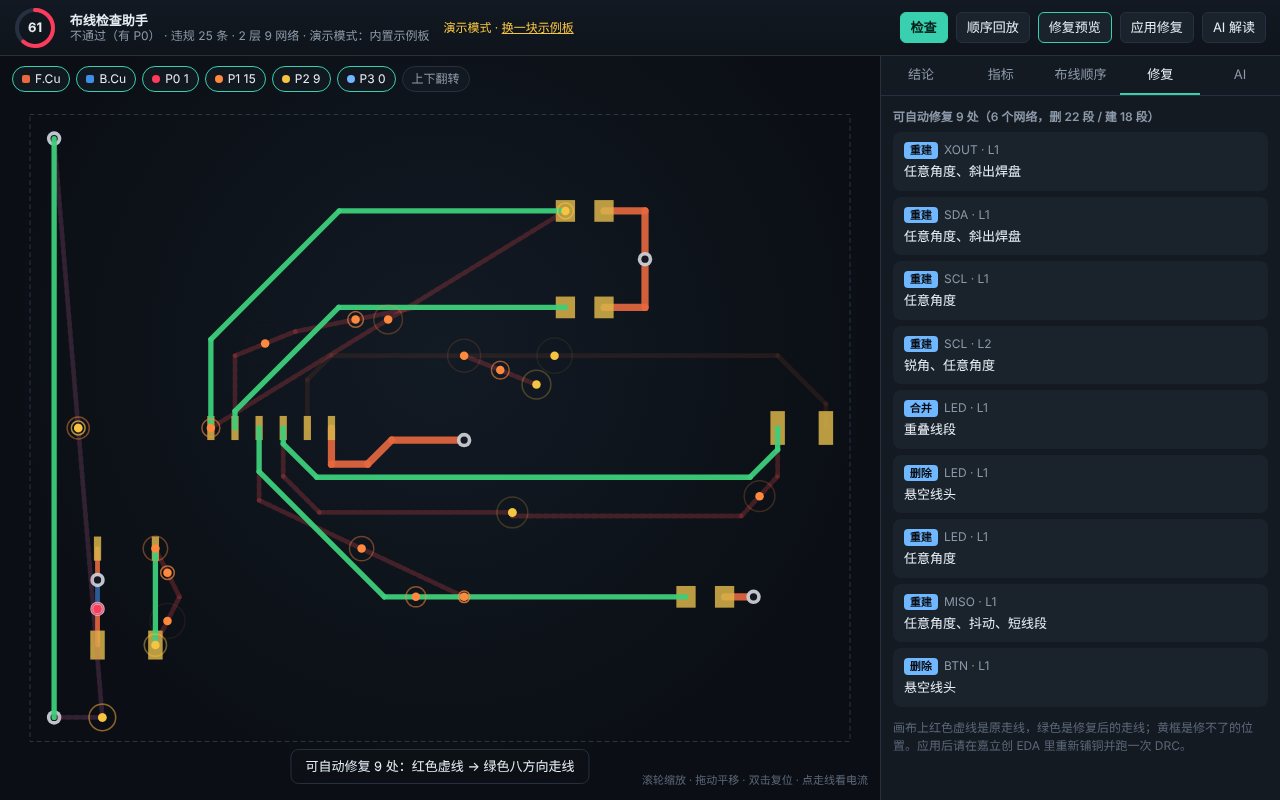 61
布线检查助手
不通过（有 P0） · 违规 25 条 · 2 层 9 网络 · 演示模式：内置示例板
演示模式 · 换一块示例板
检查
顺序回放
修复预览
应用修复
AI 解读
F.Cu
B.Cu
P0 1
P1 15
P2 9
P3 0
上下翻转
结论
指标
布线顺序
修复
AI
可自动修复 9 处（6 个网络，删 22 段 / 建 18 段）
重建 XOUT · L1
任意角度、斜出焊盘
重建 SDA · L1
任意角度、斜出焊盘
重建 SCL · L1
任意角度
重建 SCL · L2
锐角、任意角度
合并 LED · L1
重叠线段
删除 LED · L1
悬空线头
重建 LED · L1
任意角度
重建 MISO · L1
任意角度、抖动、短线段
删除 BTN · L1
悬空线头
画布上红色虚线是原走线，绿色是修复后的走线；黄框是修不了的位
置。应用后请在嘉立创 EDA 里重新铺铜并跑一次 DRC。
可自动修复 9 处：红色虚线 → 绿色八方向走线
滚轮缩放 · 拖动平移 · 双击复位 · 点走线看电流